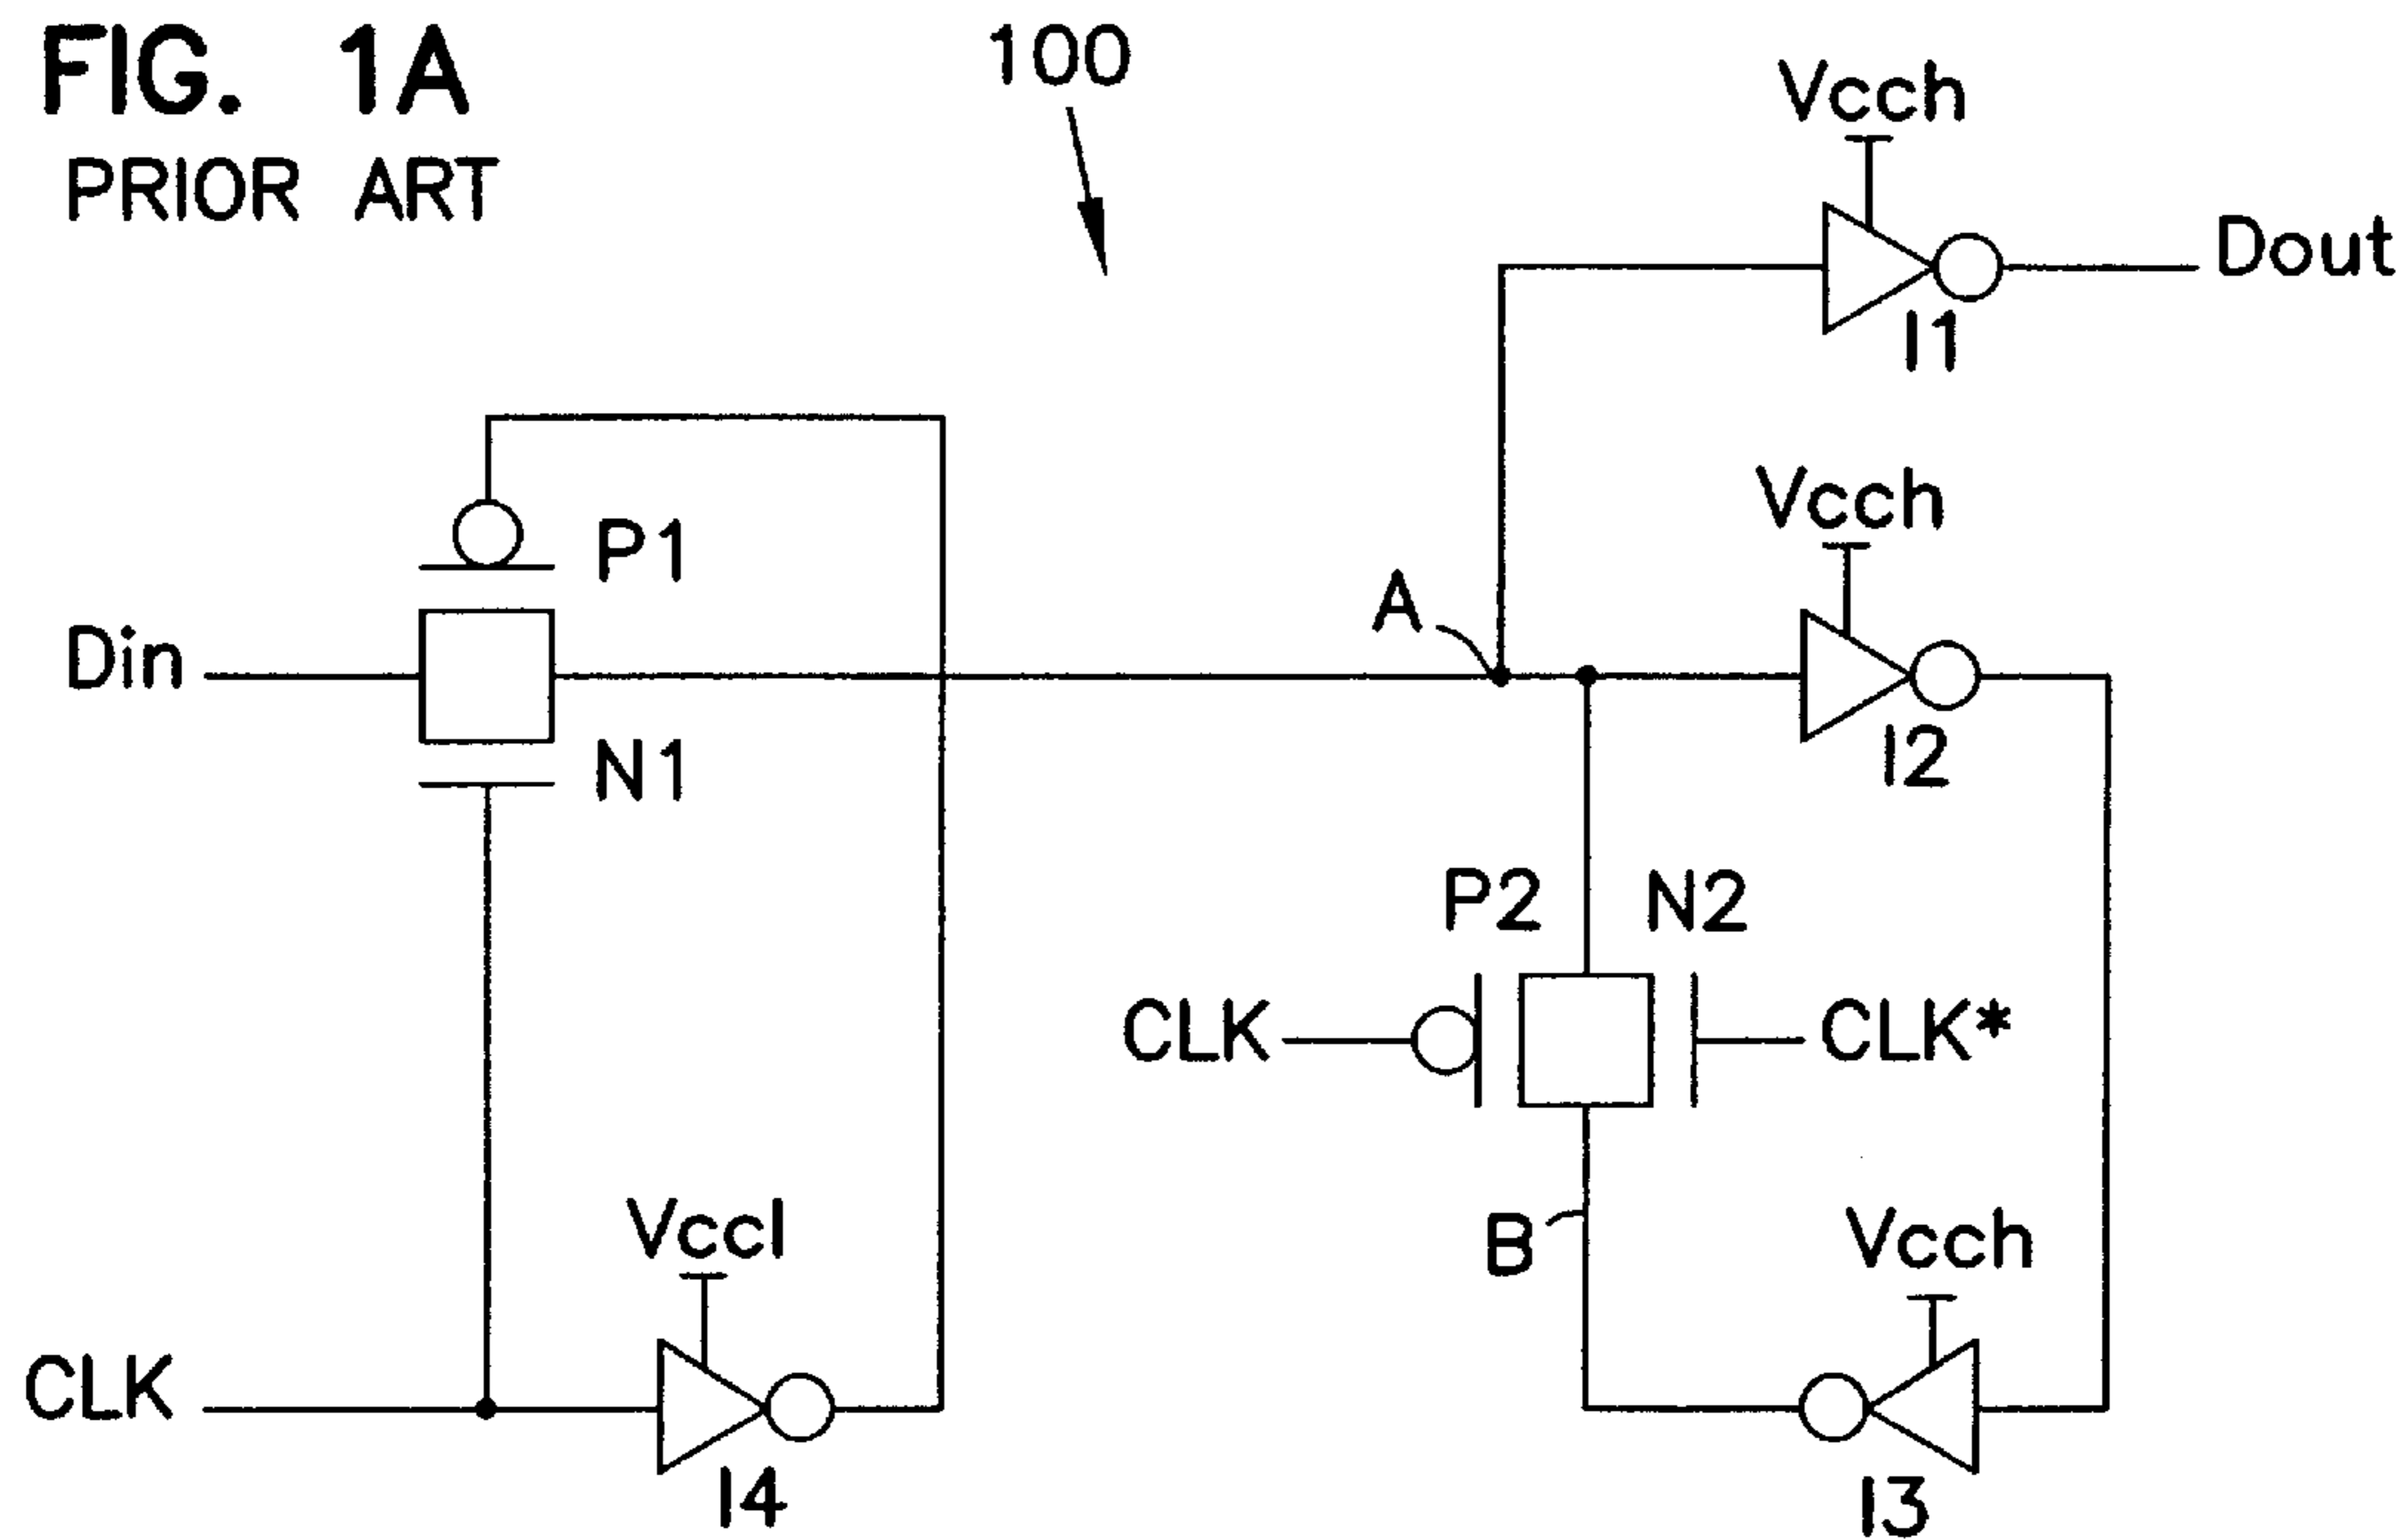 FIG. 1A
PRIOR ART
100
Vcch
Dout
I1
Vcch
P1
A
Din
N1
I2
P2 N2
CLK
CLK*
Vccl
B
Vcch
CLK
I4
I3